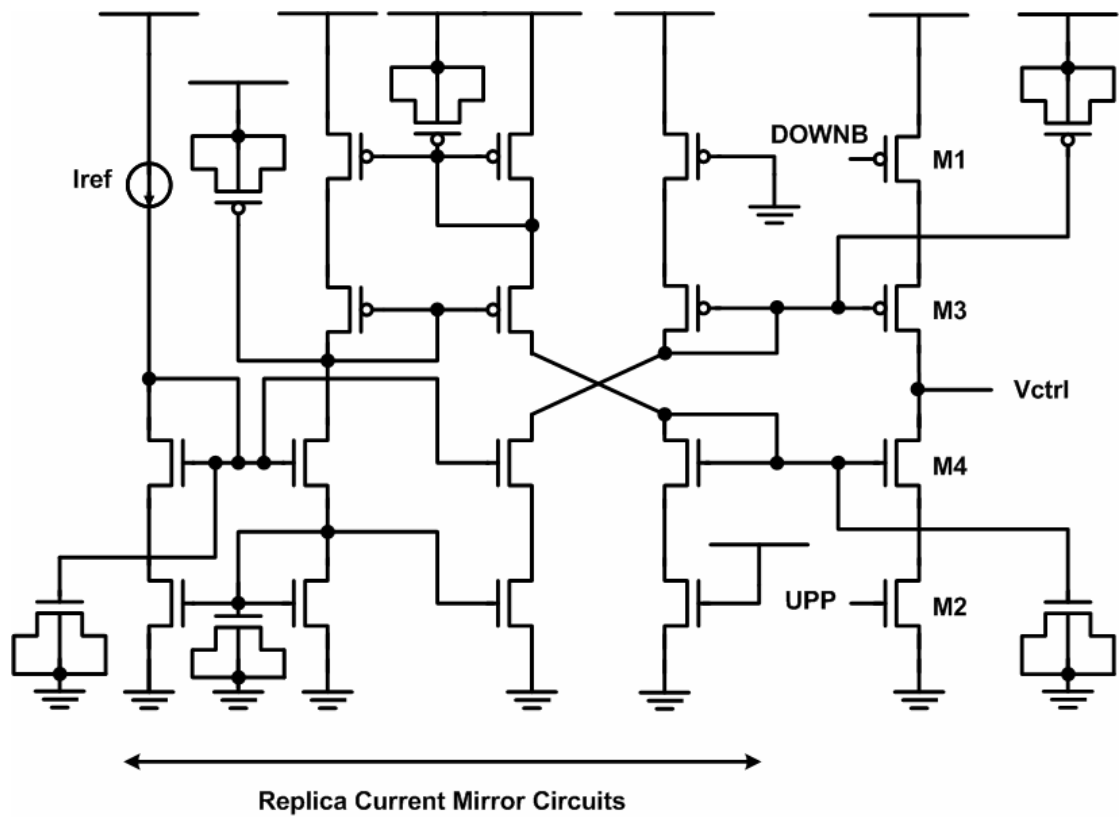 DOWNB
M1
Iref
M3
Vctrl
M4
UPP
M2
Replica Current Mirror Circuits